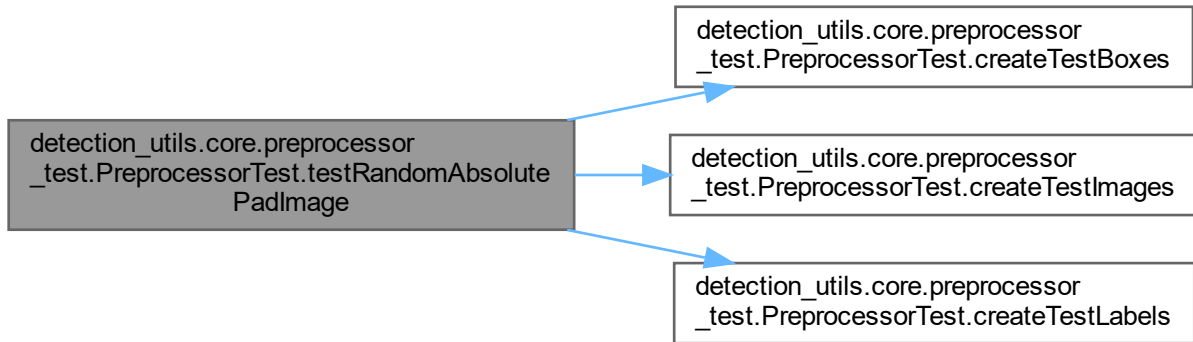 detection_utils.core.preprocessor
_test.PreprocessorTest.testRandomAbsolute
PadImage
detection_utils.core.preprocessor
_test.PreprocessorTest.createTestBoxes
detection_utils.core.preprocessor
_test.PreprocessorTest.createTestImages
detection_utils.core.preprocessor
_test.PreprocessorTest.createTestLabels